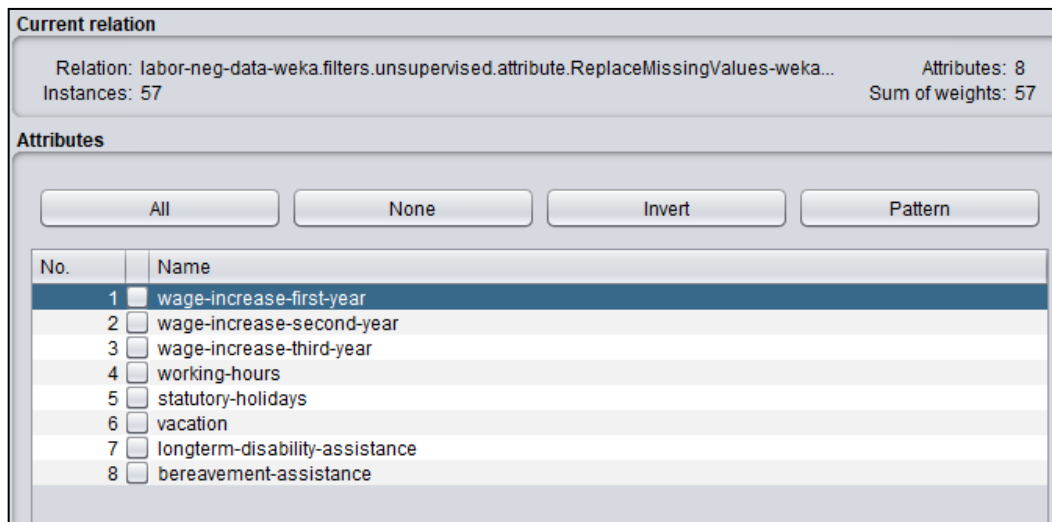 Current relation
Relation: labor-neg-data-weka.filters.unsupervised.attribute.ReplaceMissingValues-weka... Attributes: 8
Instances: 57 Sum of weights: 57
Attributes
All None Invert Pattern
No. Name
1 wage-increase-first-year
2 wage-increase-second-year
3 wage-increase-third-year
4 working-hours
5 statutory-holidays
6 vacation
7 longterm-disability-assistance
8 bereavement-assistance